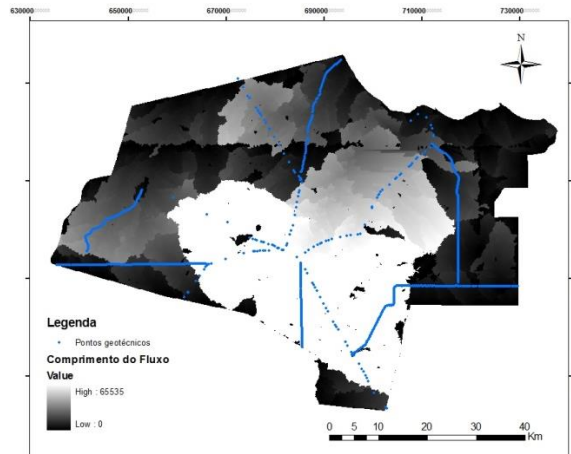 630000 650000 670000 690000 710000 730000
N
Legenda
Pontos geotécnicos
Comprimento do Fluxo
Value
High : 65535
Low : 0
0 5 10 20 30 40
Km